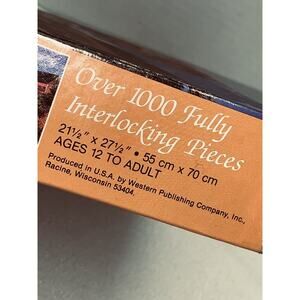 Over 1000 Fully
Interlocking Pieces
21½" x 27½" • 55 cm x 70 cm
AGES 12 TO ADULT
Produced in U.S.A. by Western Publishing Company, Inc.,
Racine, Wisconsin 53404.